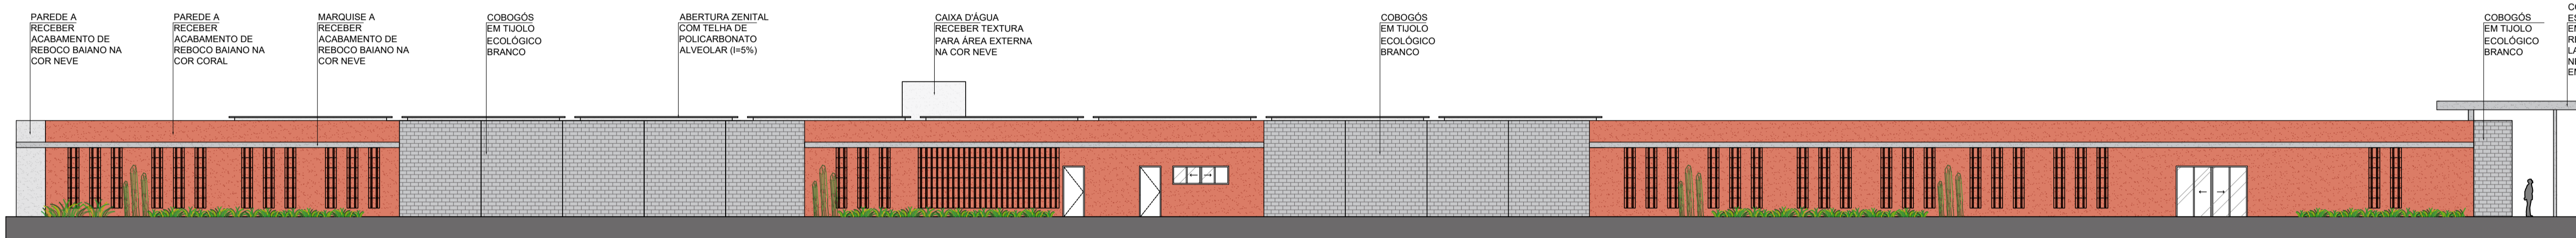 PAREDE A
RECEBER
ACABAMENTO DE
REBOCO BAIANO NA
COR NEVE
PAREDE A
RECEBER
ACABAMENTO DE
REBOCO BAIANO NA
COR CORAL
MARQUISE A
RECEBER
ACABAMENTO DE
REBOCO BAIANO NA
COR NEVE
COBOGÓS
EM TIJOLO
ECOLÓGICO
BRANCO
ABERTURA ZENITAL
COM TELHA DE
POLICARBONATO
ALVEOLAR (I=5%)
CAIXA D'ÁGUA
RECEBER TEXTURA
PARA ÁREA EXTERNA
NA COR NEVE
COBOGÓS
EM TIJOLO
ECOLÓGICO
BRANCO
COBOGÓS
EM TIJOLO
ECOLÓGICO
BRANCO